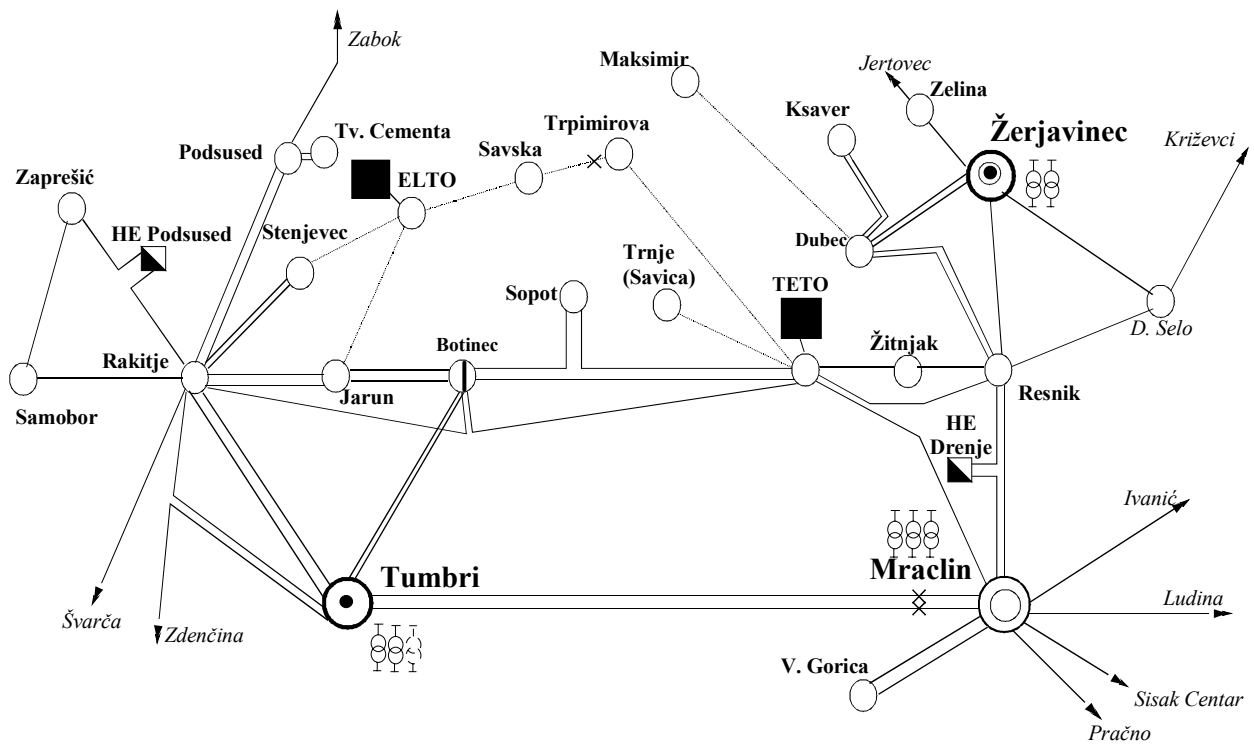 Zabok
Maksimir
Jertovec
Zelina
Ksaver
Žerjavinec
Križevci
Tv. Cementa
Trpimirova
Podsused
Savska
Zaprešić
ELTO
HE Podsused
Stenjevec
Dubec
Trnje
(Savica)
TETO
Sopot
D. Selo
Botinec
Žitnjak
Rakitje
Jarun
Samobor
Resnik
HE
Drenje
Ivanić
Tumbri
Mraclin
Ludina
Švarča
Zdenčina
V. Gorica
Sisak Centar
Pračno